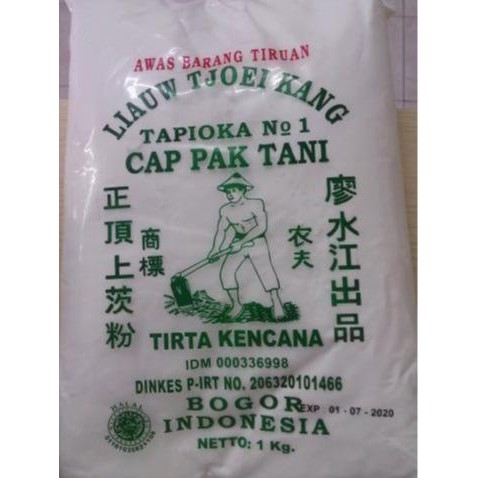 AWAS BARANG TIRUAN
LIAUW TJOEI KANG
TAPIOKA No 1
CAP PAK TANI
正頂上茨粉
商標
农夫
廖水江出品
TIRTA KENCANA
IDM 000336998
DINKES P-IRT NO. 206320101466
BOGOR
EXP : 01 - 07 - 2020
INDONESIA
NETTO: 1 Kg.
HALAL